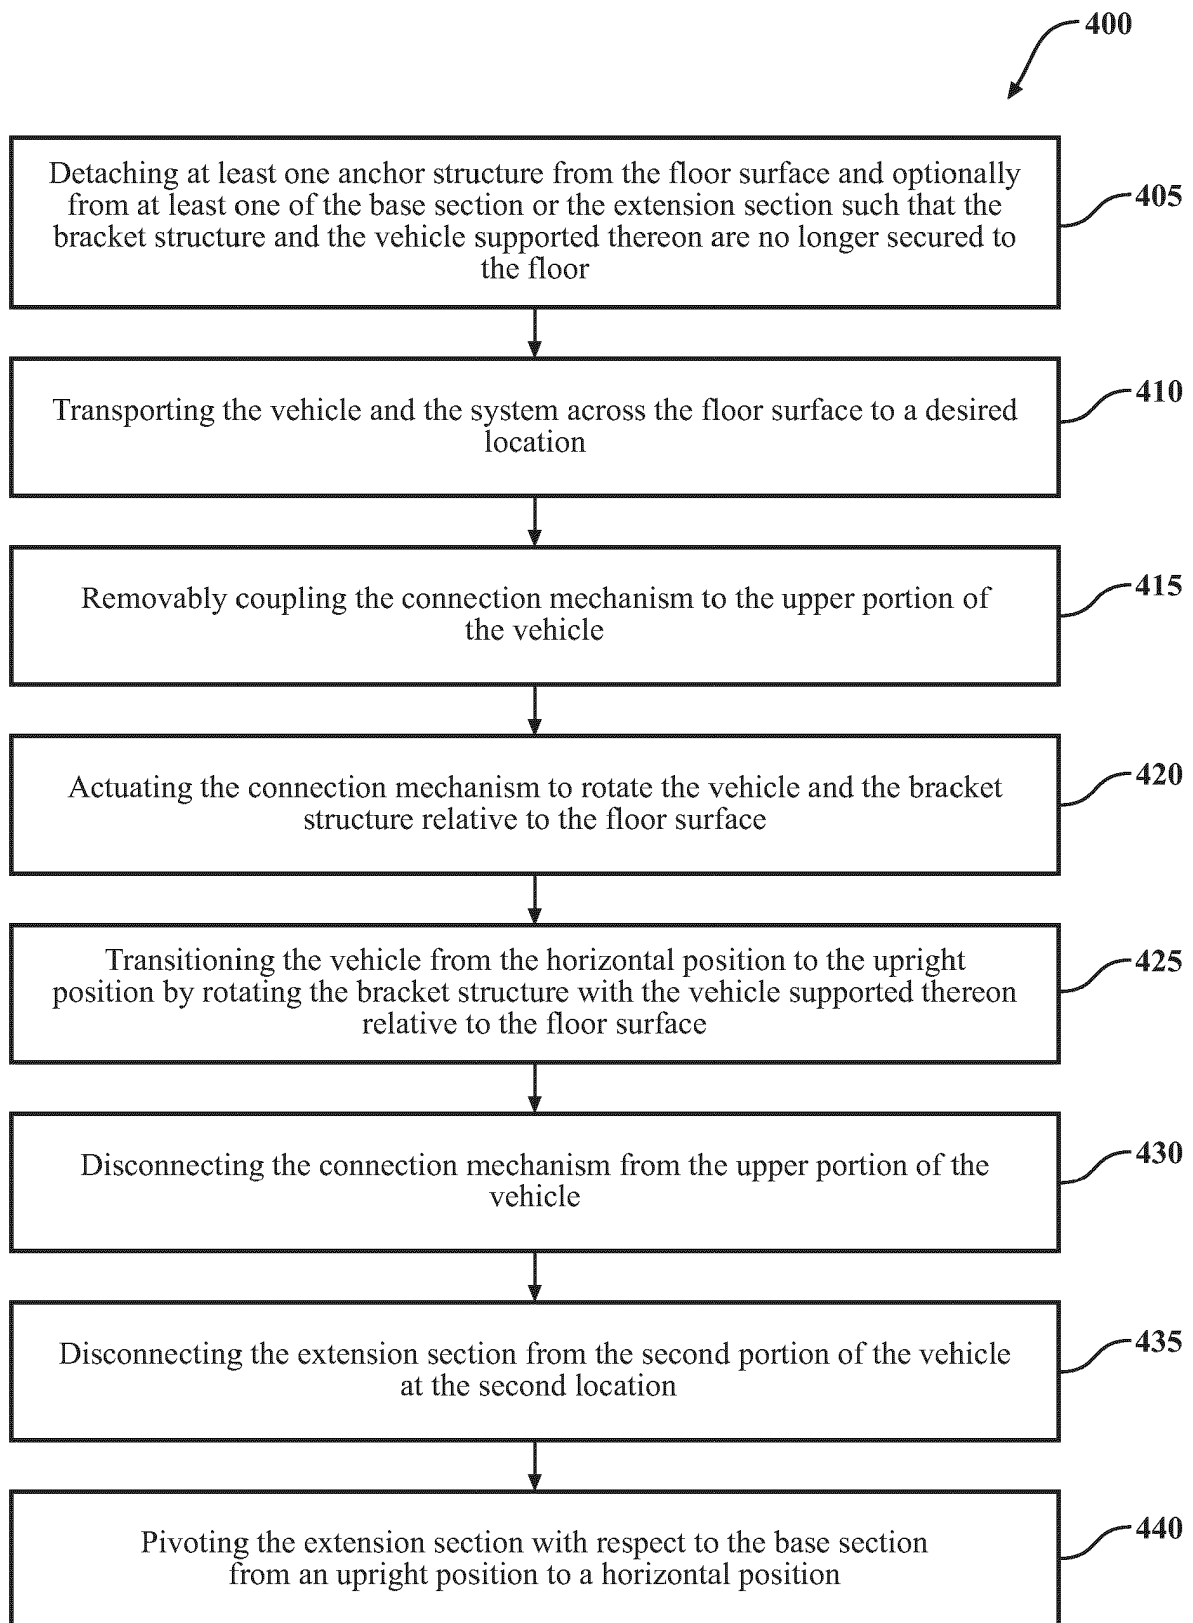 400
Detaching at least one anchor structure from the floor surface and optionally
from at least one of the base section or the extension section such that the
bracket structure and the vehicle supported thereon are no longer secured to
the floor
405
Transporting the vehicle and the system across the floor surface to a desired
location
410
Removably coupling the connection mechanism to the upper portion of
the vehicle
415
Actuating the connection mechanism to rotate the vehicle and the bracket
structure relative to the floor surface
420
Transitioning the vehicle from the horizontal position to the upright
position by rotating the bracket structure with the vehicle supported thereon
relative to the floor surface
425
Disconnecting the connection mechanism from the upper portion of the
vehicle
430
Disconnecting the extension section from the second portion of the vehicle
at the second location
435
Pivoting the extension section with respect to the base section
from an upright position to a horizontal position
440